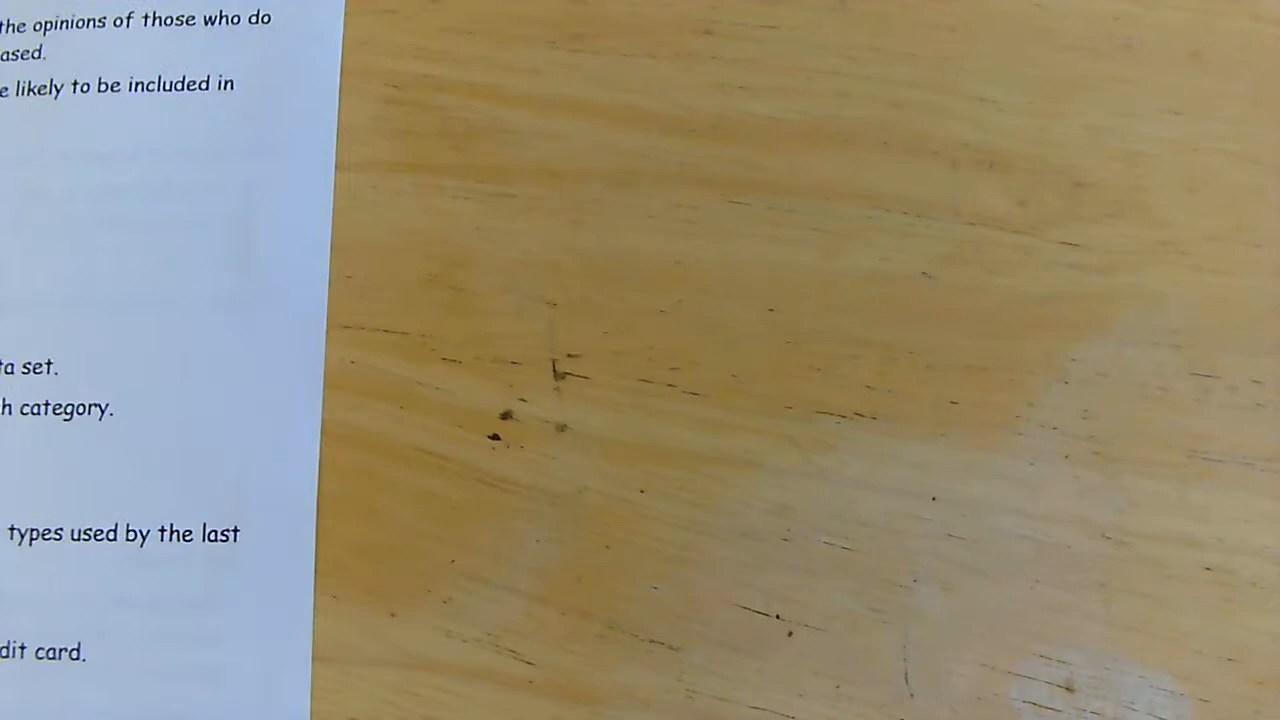 the opinions of those who do
ased.
e likely to be included in
ta set.
h category.
types used by the last
dit card.